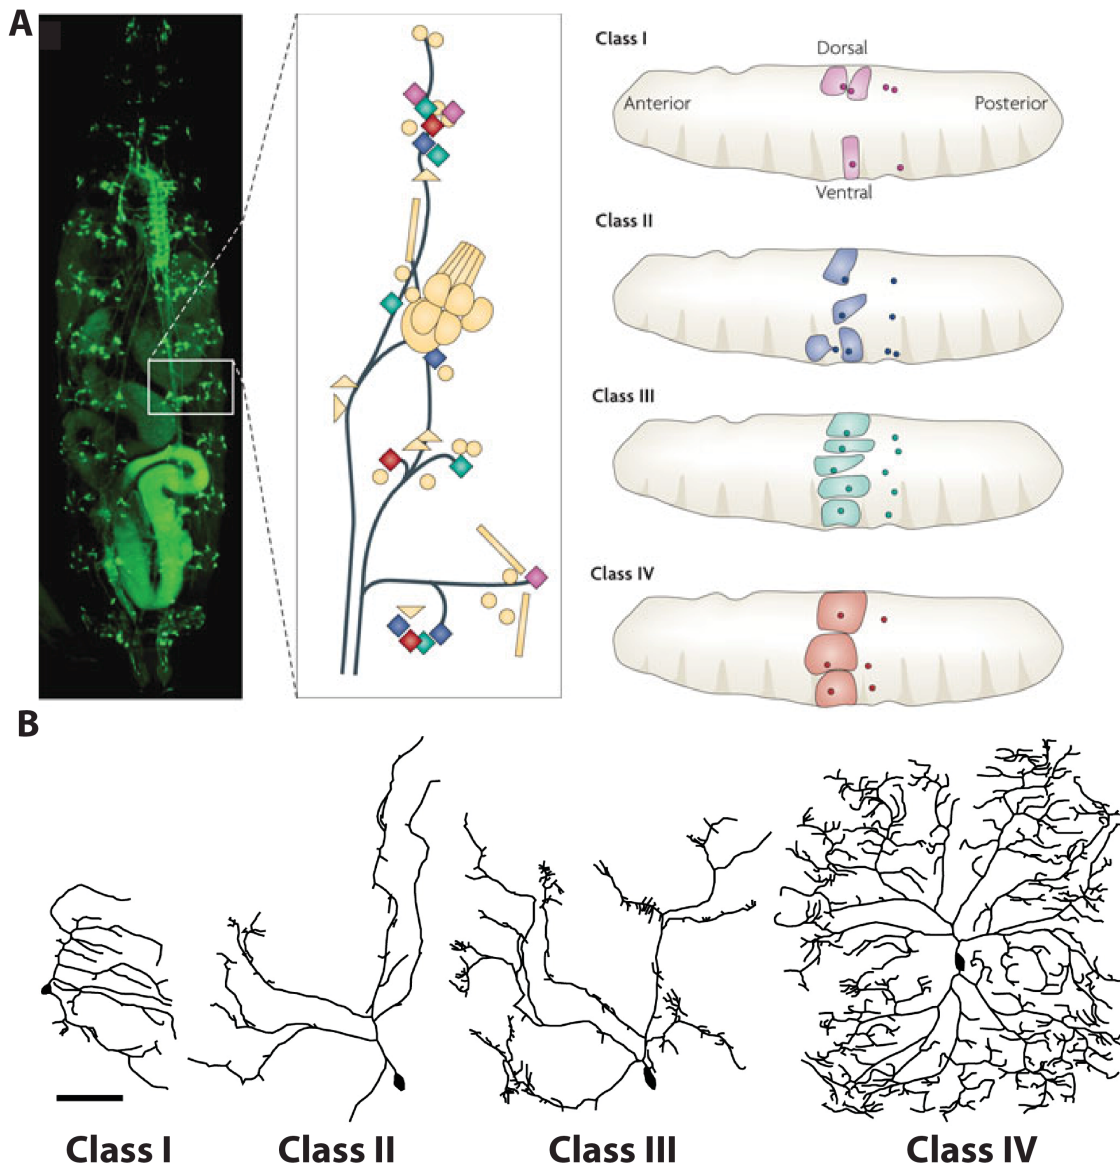 A
Class I
Dorsal
Anterior
Posterior
Ventral
Class II
Class III
Class IV
B
Class I
Class II
Class III
Class IV